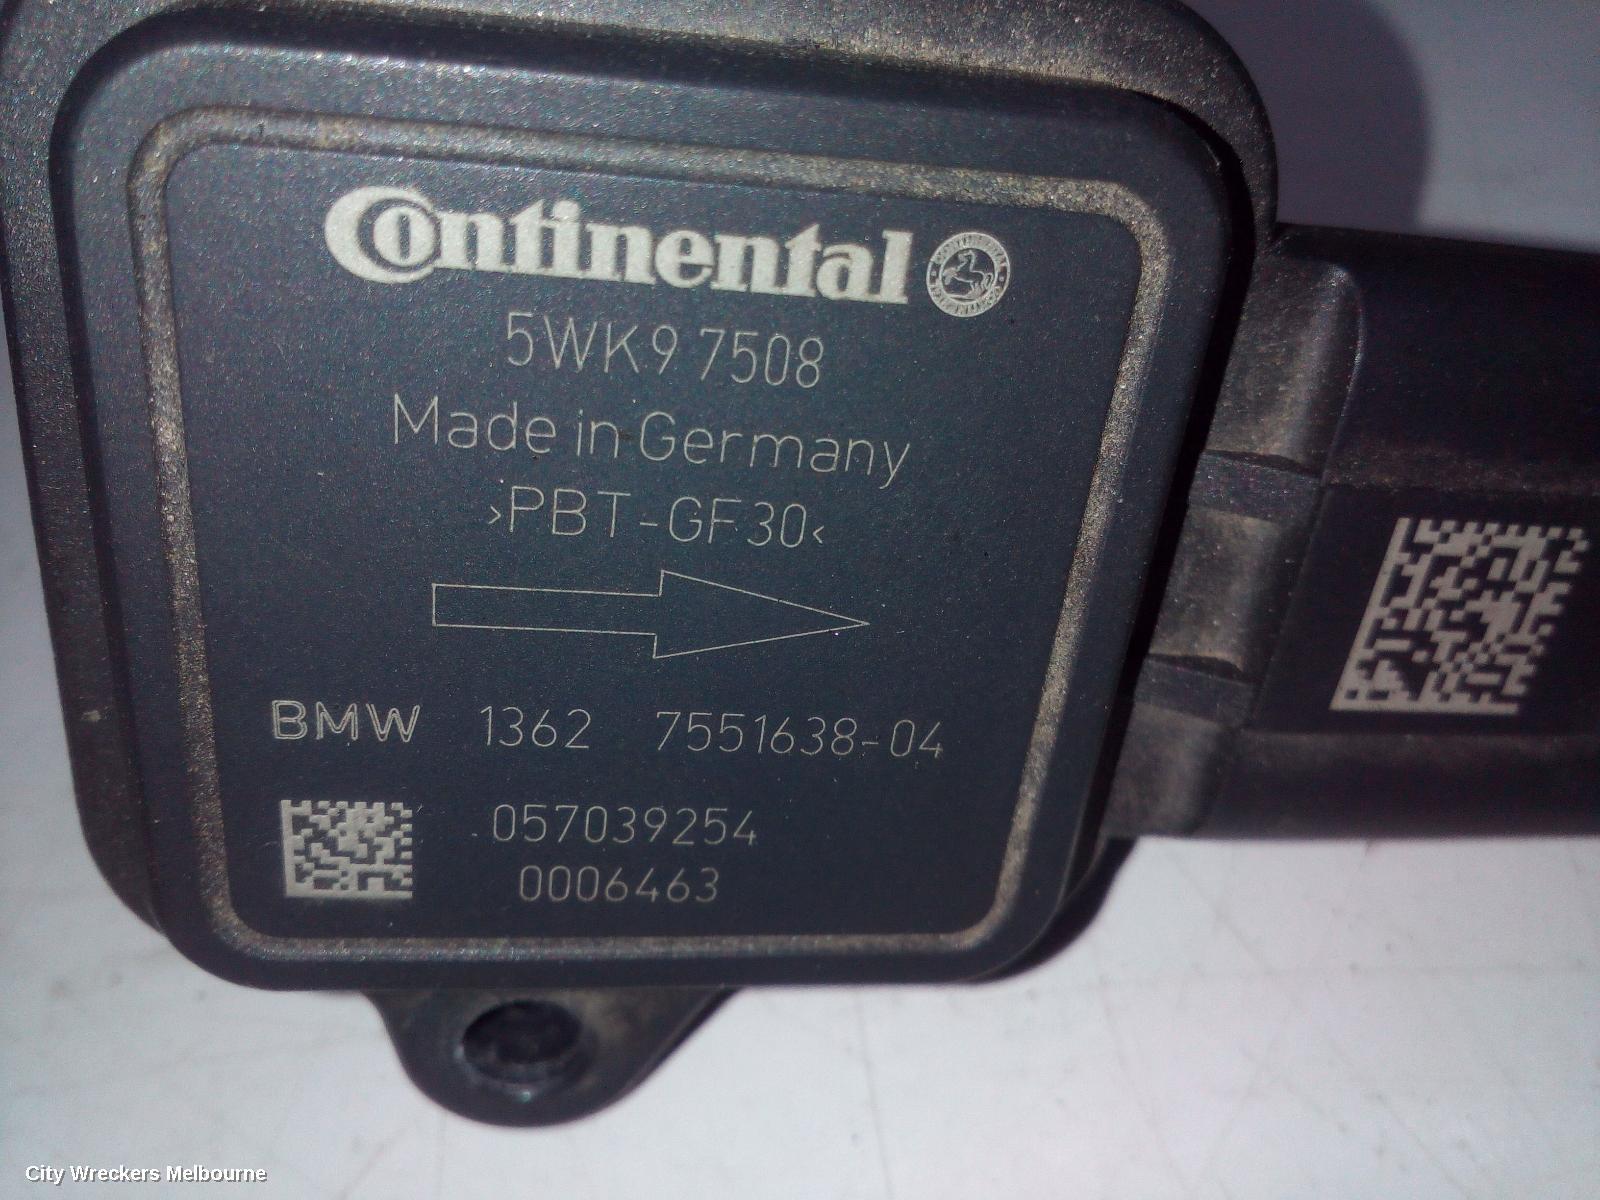 Continental
5WK9 7508
Made in Germany
›PBT-GF30‹
BMW 1362 7551638-04
057039254
0006463
City Wreckers Melbourne